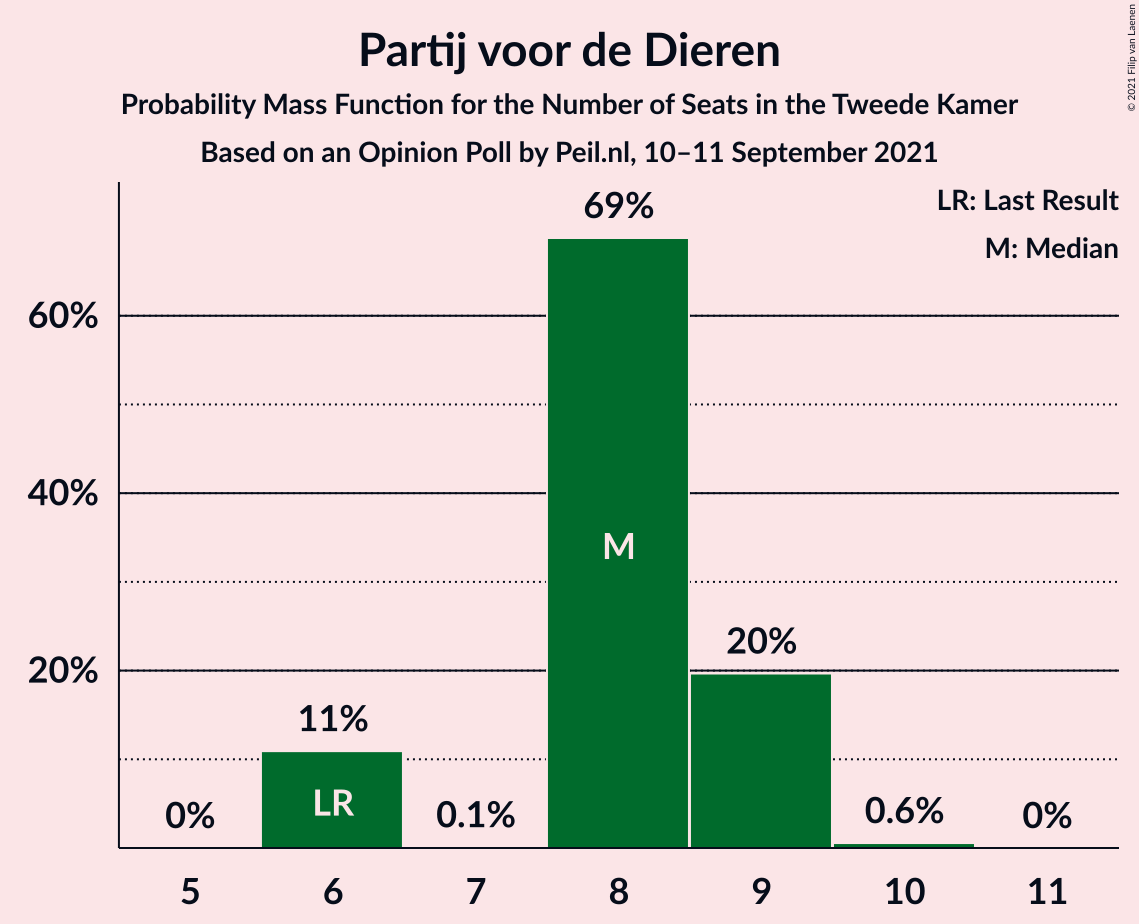 Partij voor de Dieren
Probability Mass Function for the Number of Seats in the Tweede Kamer
Based on an Opinion Poll by Peil.nl, 10–11 September 2021
© 2021 Filip van Laenen
LR: Last Result
M: Median
60%
40%
20%
0%
11%
LR
0.1%
69%
M
20%
0.6%
0%
5 6 7 8 9 10 11